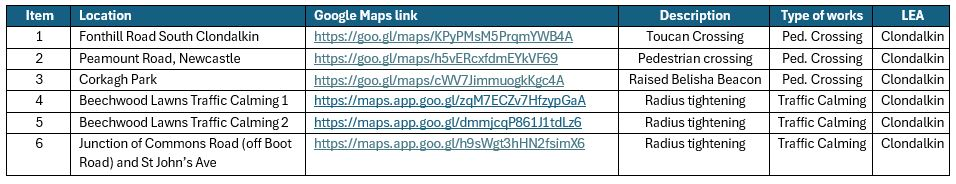 Item Location Google Maps link Description Type of works LEA
1 Fonthill Road South Clondalkin https://goo.gl/maps/KPyPMsM5PrqmYWB4A Toucan Crossing Ped. Crossing Clondalkin
2 Peamount Road, Newcastle https://goo.gl/maps/h5vERcxfdmEYkVF69 Pedestrian crossing Ped. Crossing Clondalkin
3 Corkagh Park https://goo.gl/maps/cWV7JimmuogkKgc4A Raised Belisha Beacon Ped. Crossing Clondalkin
4 Beechwood Lawns Traffic Calming 1 https://maps.app.goo.gl/zqM7ECZv7HfzypGaA Radius tightening Traffic Calming Clondalkin
5 Beechwood Lawns Traffic Calming 2 https://maps.app.goo.gl/dmmjcqP861J1tdLz6 Radius tightening Traffic Calming Clondalkin
6 Junction of Commons Road (off Boot https://maps.app.goo.gl/h9sWgt3hHN2fsimX6 Radius tightening Traffic Calming Clondalkin
Road) and St John's Ave